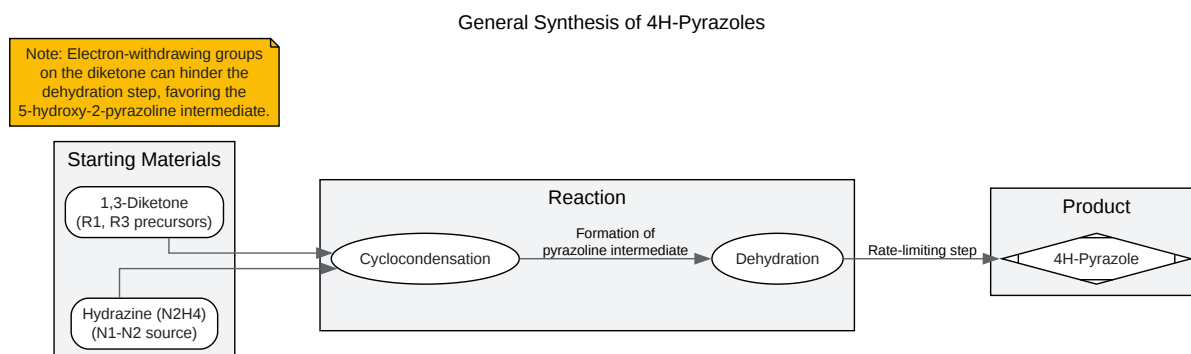 General Synthesis of 4H-Pyrazoles
Note: Electron-withdrawing groups
on the diketone can hinder the
dehydration step, favoring the
5-hydroxy-2-pyrazoline intermediate.
Starting Materials
1,3-Diketone
(R1, R3 precursors)
Hydrazine (N2H4)
(N1-N2 source)
Reaction
Cyclocondensation
Formation of
pyrazoline intermediate
Dehydration
Rate-limiting step
Product
4H-Pyrazole